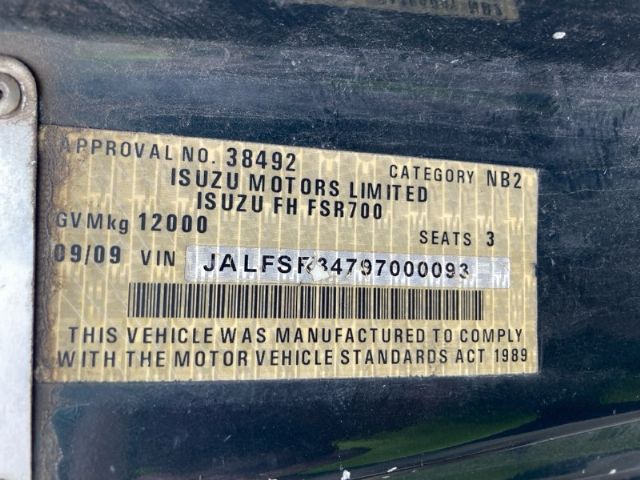 APPROVAL NO. 38492 CATEGORY NB2
ISUZU MOTORS LIMITED
ISUZU FH FSR700
GVMkg 12000 SEATS 3
09/09 VIN JALFSR34797000093
THIS VEHICLE WAS MANUFACTURED TO COMPLY
WITH THE MOTOR VEHICLE STANDARDS ACT 1989